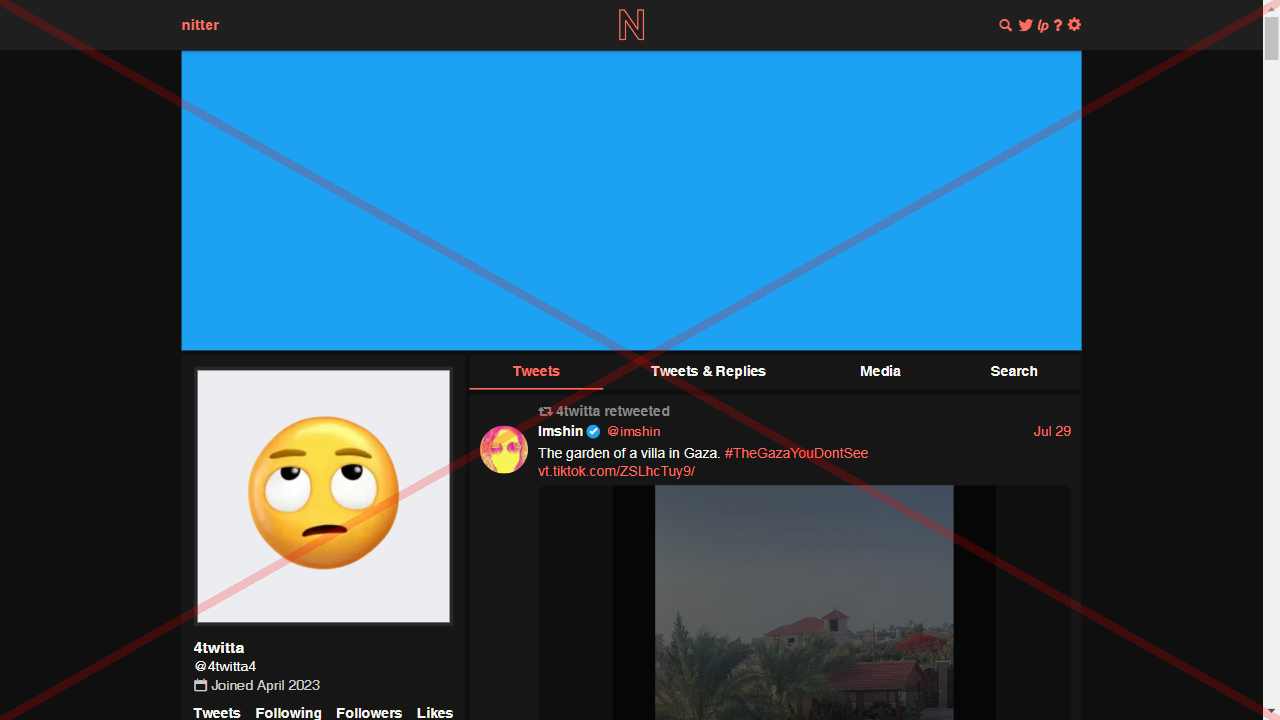 nitter
N
lp ?
Tweets Tweets & Replies Media Search
4twitta retweeted
Imshin @imshin Jul 29
The garden of a villa in Gaza. #TheGazaYouDontSee
vt.tiktok.com/ZSLhcTuy9/
4twitta
@4twitta4
Joined April 2023
Tweets Following Followers Likes